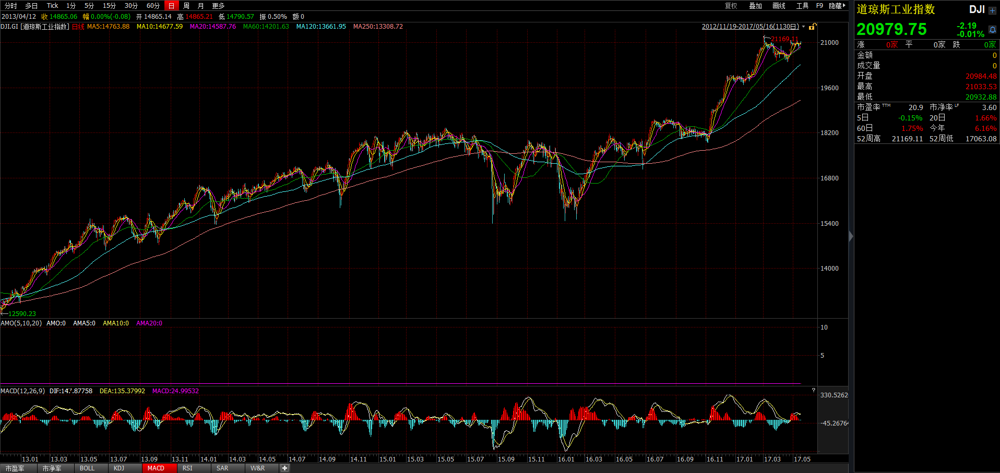 分时 多日 Tick 1分 5分 15分 30分 60分 日 周 月 更多 复权 叠加 画线 工具 F9 隐藏
2013/04/12 收 14865.06 幅 0.00%(-0.08) 开 14865.14 高 14865.21 低 14790.57 振 0.50% 额 0
DJI.GI [道琼斯工业指数] 日线 MA5:14763.88 MA10:14677.59 MA20:14587.76 MA60:14201.63 MA120:13661.95 MA250:13308.72 2012/11/19-2017/05/16(1130日)
21169.11
21000
19600
18200
16800
15400
14000
12590.23
AMO(5,10,20) AMO:0 AMA5:0 AMA10:0 AMA20:0
10
5
MACD(12,26,9) DIF:147.87758 DEA:135.37992 MACD:24.99532 ?
330.5262
-45.26764
13.01 13.03 13.05 13.07 13.09 13.11 14.01 14.03 14.05 14.07 14.09 14.11 15.01 15.03 15.05 15.07 15.09 15.11 16.01 16.03 16.05 16.07 16.09 16.11 17.01 17.03 17.05
市盈率 市净率 BOLL KDJ MACD RSI SAR W&R
道琼斯工业指数 DJI
20979.75 -2.19
-0.01%
涨 0家 平 0家 跌 0家
金额 0
成交量 0
开盘 20984.48
最高 21033.53
最低 20932.88
市盈率 TTM 20.9 市净率 LF 3.60
5日 -0.15% 20日 1.66%
60日 1.75% 今年 6.16%
52周高 21169.11 52周低 17063.08